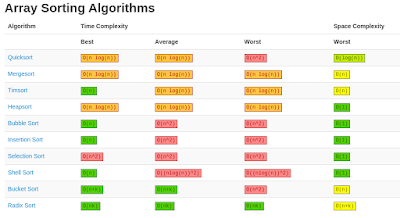 Array Sorting Algorithms
Algorithm Time Complexity Space Complexity
Best Average Worst Worst
Quicksort O(n log(n)) O(n log(n)) O(n^2) O(log(n))
Mergesort O(n log(n)) O(n log(n)) O(n log(n)) O(n)
Timsort O(n) O(n log(n)) O(n log(n)) O(n)
Heapsort O(n log(n)) O(n log(n)) O(n log(n)) O(1)
Bubble Sort O(n) O(n^2) O(n^2) O(1)
Insertion Sort O(n) O(n^2) O(n^2) O(1)
Selection Sort O(n^2) O(n^2) O(n^2) O(1)
Shell Sort O(n) O((nlog(n))^2) O((nlog(n))^2) O(1)
Bucket Sort O(n+k) O(n+k) O(n^2) O(n)
Radix Sort O(nk) O(nk) O(nk) O(n+k)